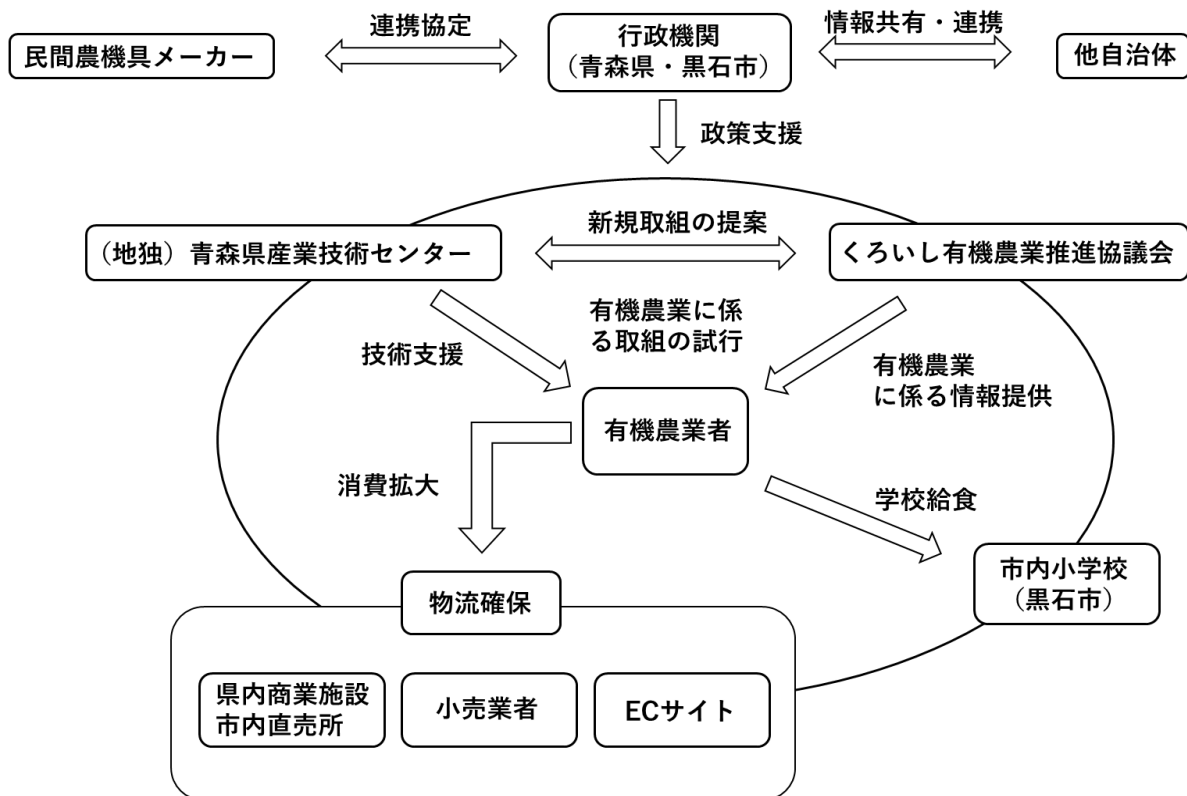 連携協定
情報共有・連携
民間農機具メーカー
行政機関
（青森県・黒石市）
他自治体
政策支援
新規取組の提案
（地独）青森県産業技術センター
くろいし有機農業推進協議会
有機農業に係
る取組の試行
技術支援
有機農業
に係る情報提供
有機農業者
消費拡大
学校給食
市内小学校
（黒石市）
物流確保
県内商業施設
市内直売所
小売業者
ECサイト